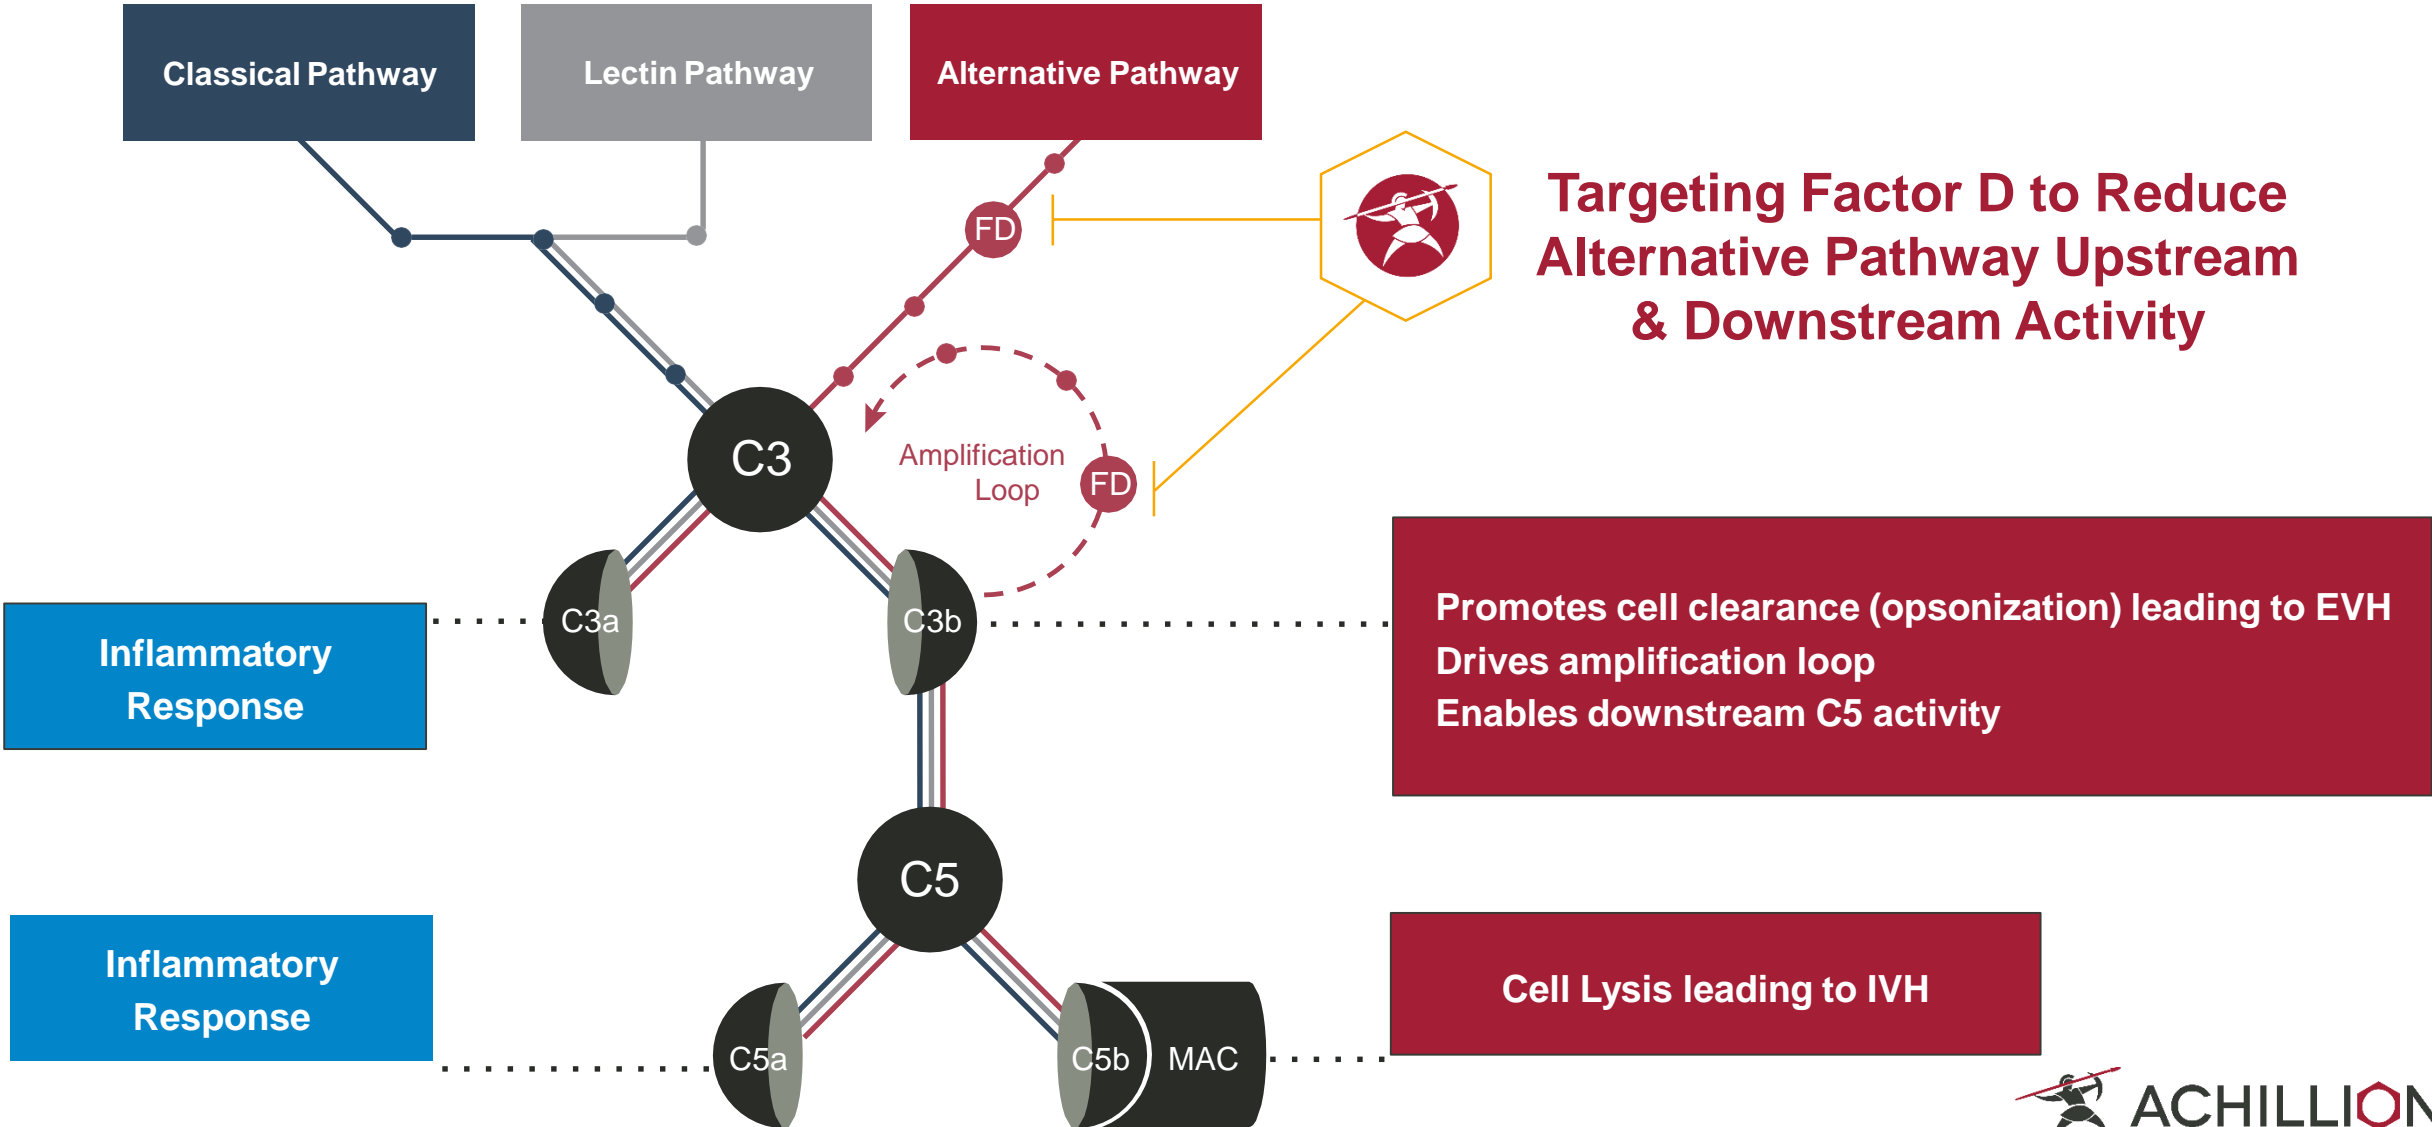 Classical Pathway
Lectin Pathway
Alternative Pathway
Targeting Factor D to Reduce
Alternative Pathway Upstream
& Downstream Activity
FD
Amplification
Loop
FD
C3
C3a
C3b
Inflammatory
Response
Promotes cell clearance (opsonization) leading to EVH
Drives amplification loop
Enables downstream C5 activity
C5
Inflammatory
Response
C5a
C5b
MAC
Cell Lysis leading to IVH
ACHILLION